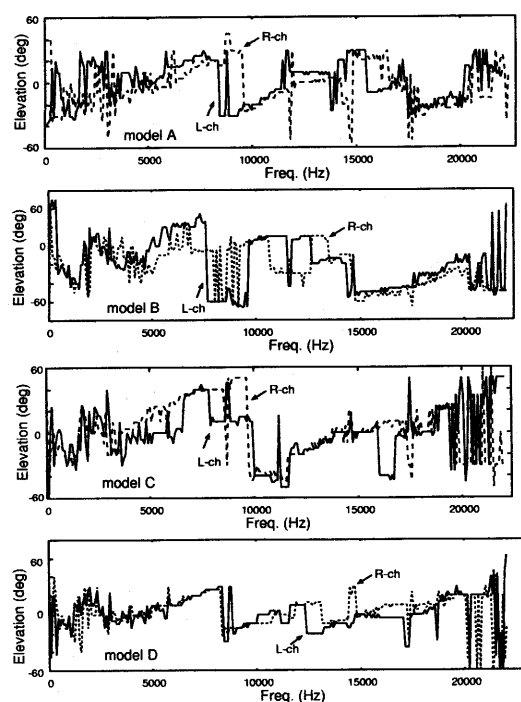 60
0
-60
Elevation (deg)
R-ch
L-ch
model A
5000 10000 15000 20000
Freq. (Hz)
60
0
-60
Elevation (deg)
R-ch
L-ch
model B
0 5000 10000 15000 20000
Freq. (Hz)
60
0
-60
Elevation (deg)
R-ch
L-ch
model C
0 5000 10000 15000 20000
Freq. (Hz)
60
0
-60
Elevation (deg)
R-ch
L-ch
model D
0 5000 10000 15000 20000
Freq. (Hz)